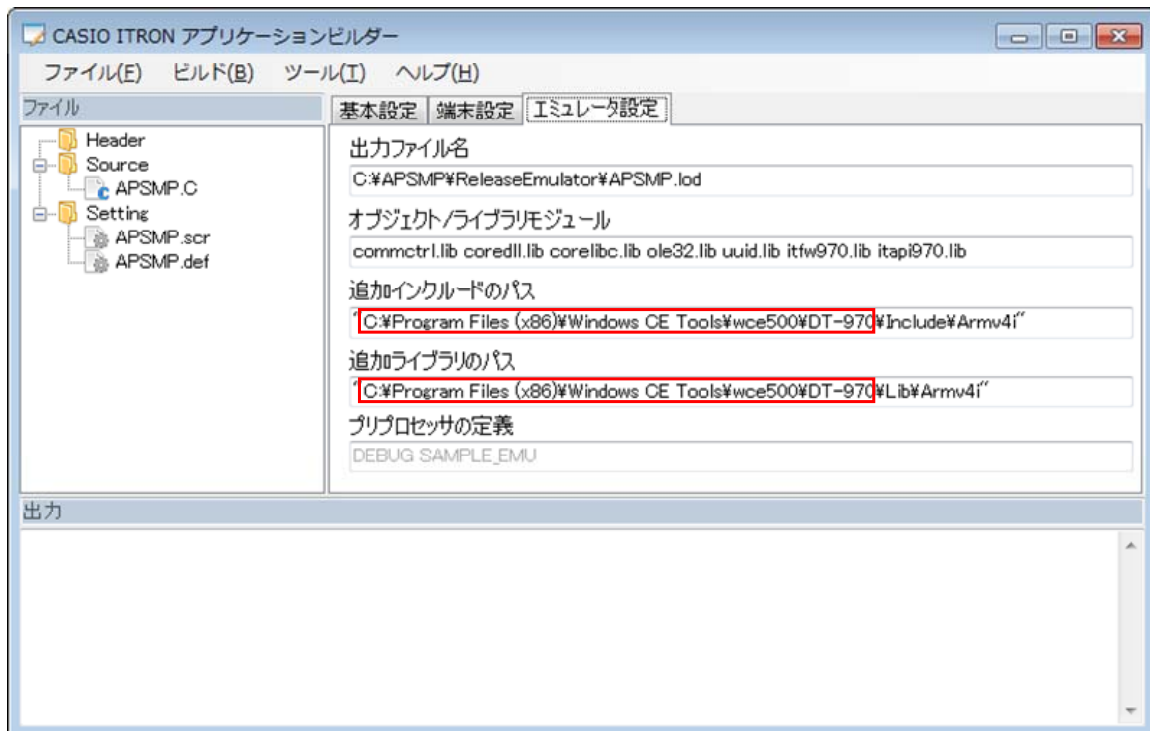 CASIO ITRON アプリケーションビルダー
ファイル(F) ビルド(B) ツール(T) ヘルプ(H)
ファイル
Header
Source
APSMP.C
Setting
APSMP.scr
APSMP.def
基本設定 端末設定 エミュレータ設定
出力ファイル名
C:¥APSMP¥ReleaseEmulator¥APSMP.lod
オブジェクト/ライブラリモジュール
commctrl.lib coredll.lib corelibc.lib ole32.lib uuid.lib itfw970.lib itapi970.lib
追加インクルードのパス
"C:¥Program Files (x86)¥Windows CE Tools¥wce500¥DT-970¥Include¥Armv4i"
追加ライブラリのパス
"C:¥Program Files (x86)¥Windows CE Tools¥wce500¥DT-970¥Lib¥Armv4i"
プリプロセッサの定義
DEBUG SAMPLE_EMU
出力